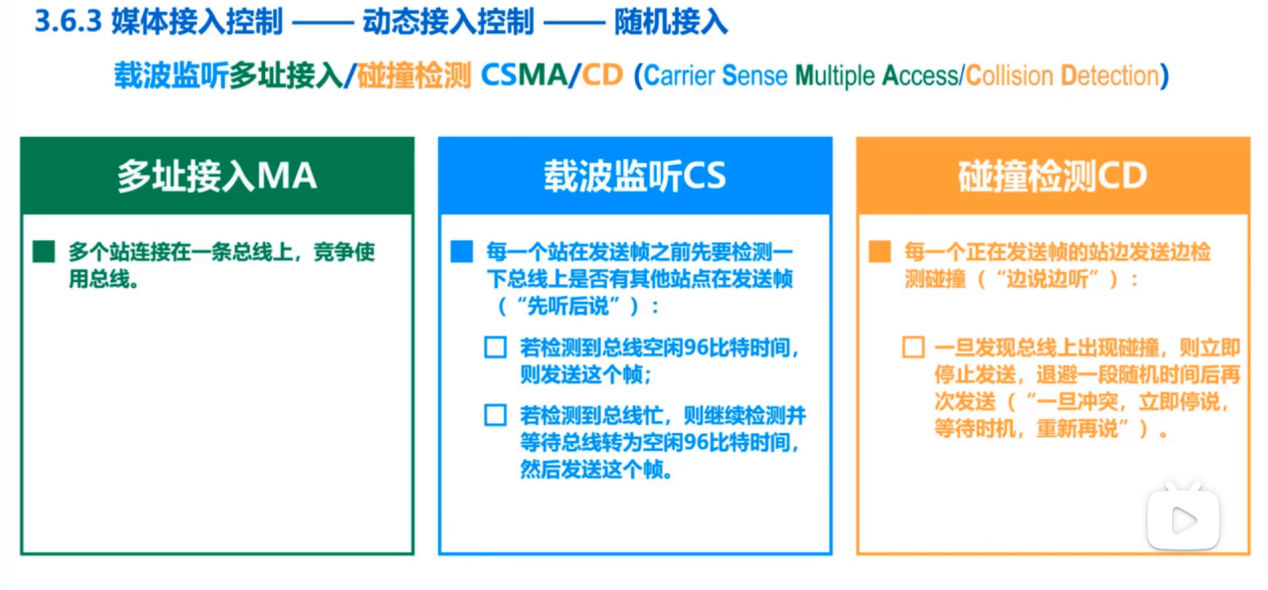 3.6.3 媒体接入控制 —— 动态接入控制 —— 随机接入
载波监听多址接入/碰撞检测 CSMA/CD (Carrier Sense Multiple Access/Collision Detection)
多址接入MA
多个站连接在一条总线上，竞争使
用总线。
载波监听CS
每一个站在发送帧之前先要检测一
下总线上是否有其他站点在发送帧
（“先听后说”）：
若检测到总线空闲96比特时间，
则发送这个帧；
若检测到总线忙，则继续检测并
等待总线转为空闲96比特时间，
然后发送这个帧。
碰撞检测CD
每一个正在发送帧的站边发送边检
测碰撞（“边说边听”）：
一旦发现总线上出现碰撞，则立即
停止发送，退避一段随机时间后再
次发送（“一旦冲突，立即停说，
等待时机，重新再说”）。